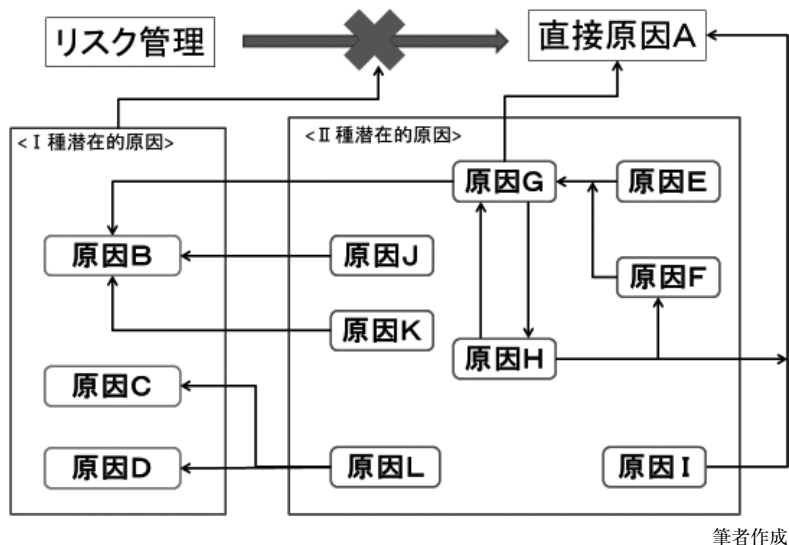 リスク管理
直接原因A
<Ⅰ種潜在的原因>
<Ⅱ種潜在的原因>
原因G
原因E
原因B
原因J
原因F
原因K
原因H
原因C
原因D
原因L
原因I
筆者作成